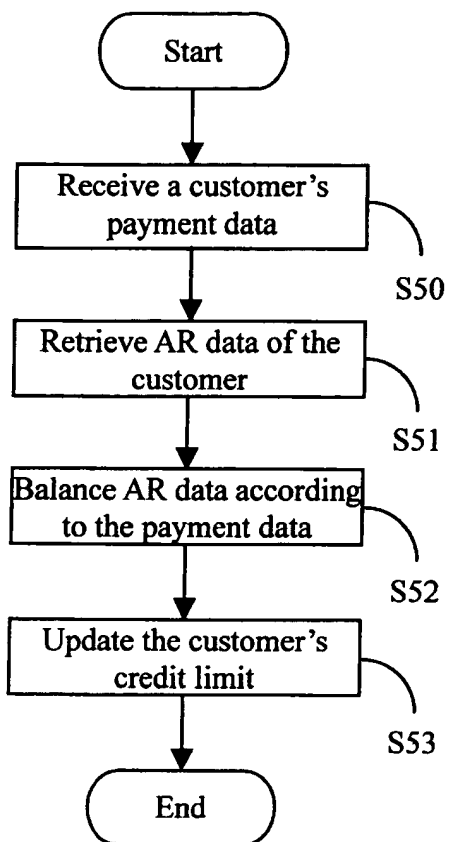 Start
Receive a customer's
payment data
S50
Retrieve AR data of the
customer
S51
Balance AR data according
to the payment data
S52
Update the customer's
credit limit
S53
End